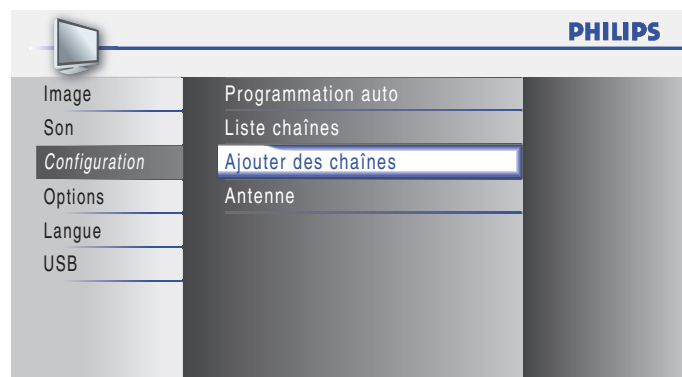 PHILIPS
Image
Son
Configuration
Options
Langue
USB
Programmation auto
Liste chaînes
Ajouter des chaînes
Antenne